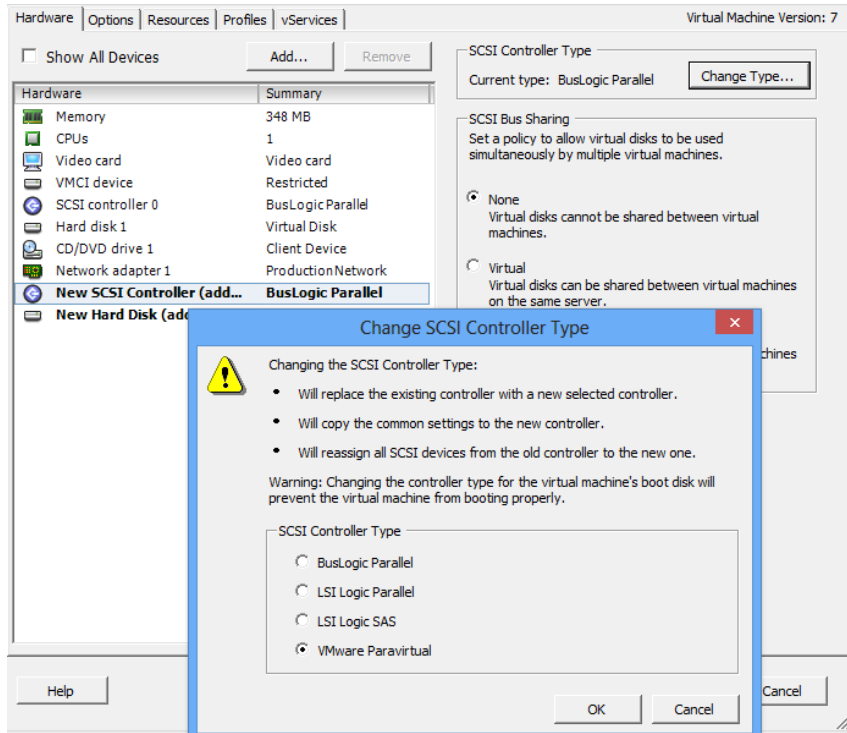 Hardware Options Resources Profiles vServices Virtual Machine Version: 7
Show All Devices Add... Remove
Hardware Summary
Memory 348 MB
CPUs 1
Video card Video card
VMCI device Restricted
SCSI controller 0 BusLogic Parallel
Hard disk 1 Virtual Disk
CD/DVD drive 1 Client Device
Network adapter 1 ProductionNetwork
New SCSI Controller (add... BusLogic Parallel
New Hard Disk (add
SCSI Controller Type
Current type: BusLogic Parallel Change Type...
SCSI Bus Sharing
Set a policy to allow virtual disks to be used
simultaneously by multiple virtual machines.
None
Virtual disks cannot be shared between virtual
machines.
Virtual
Virtual disks can be shared between virtual machines
on the same server.
Change SCSI Controller Type
Changing the SCSI Controller Type:
• Will replace the existing controller with a new selected controller.
• Will copy the common settings to the new controller.
• Will reassign all SCSI devices from the old controller to the new one.
Warning: Changing the controller type for the virtual machine's boot disk will
prevent the virtual machine from booting properly.
SCSI Controller Type
BusLogic Parallel
LSI Logic Parallel
LSI Logic SAS
VMware Paravirtual
OK Cancel
Help Cancel